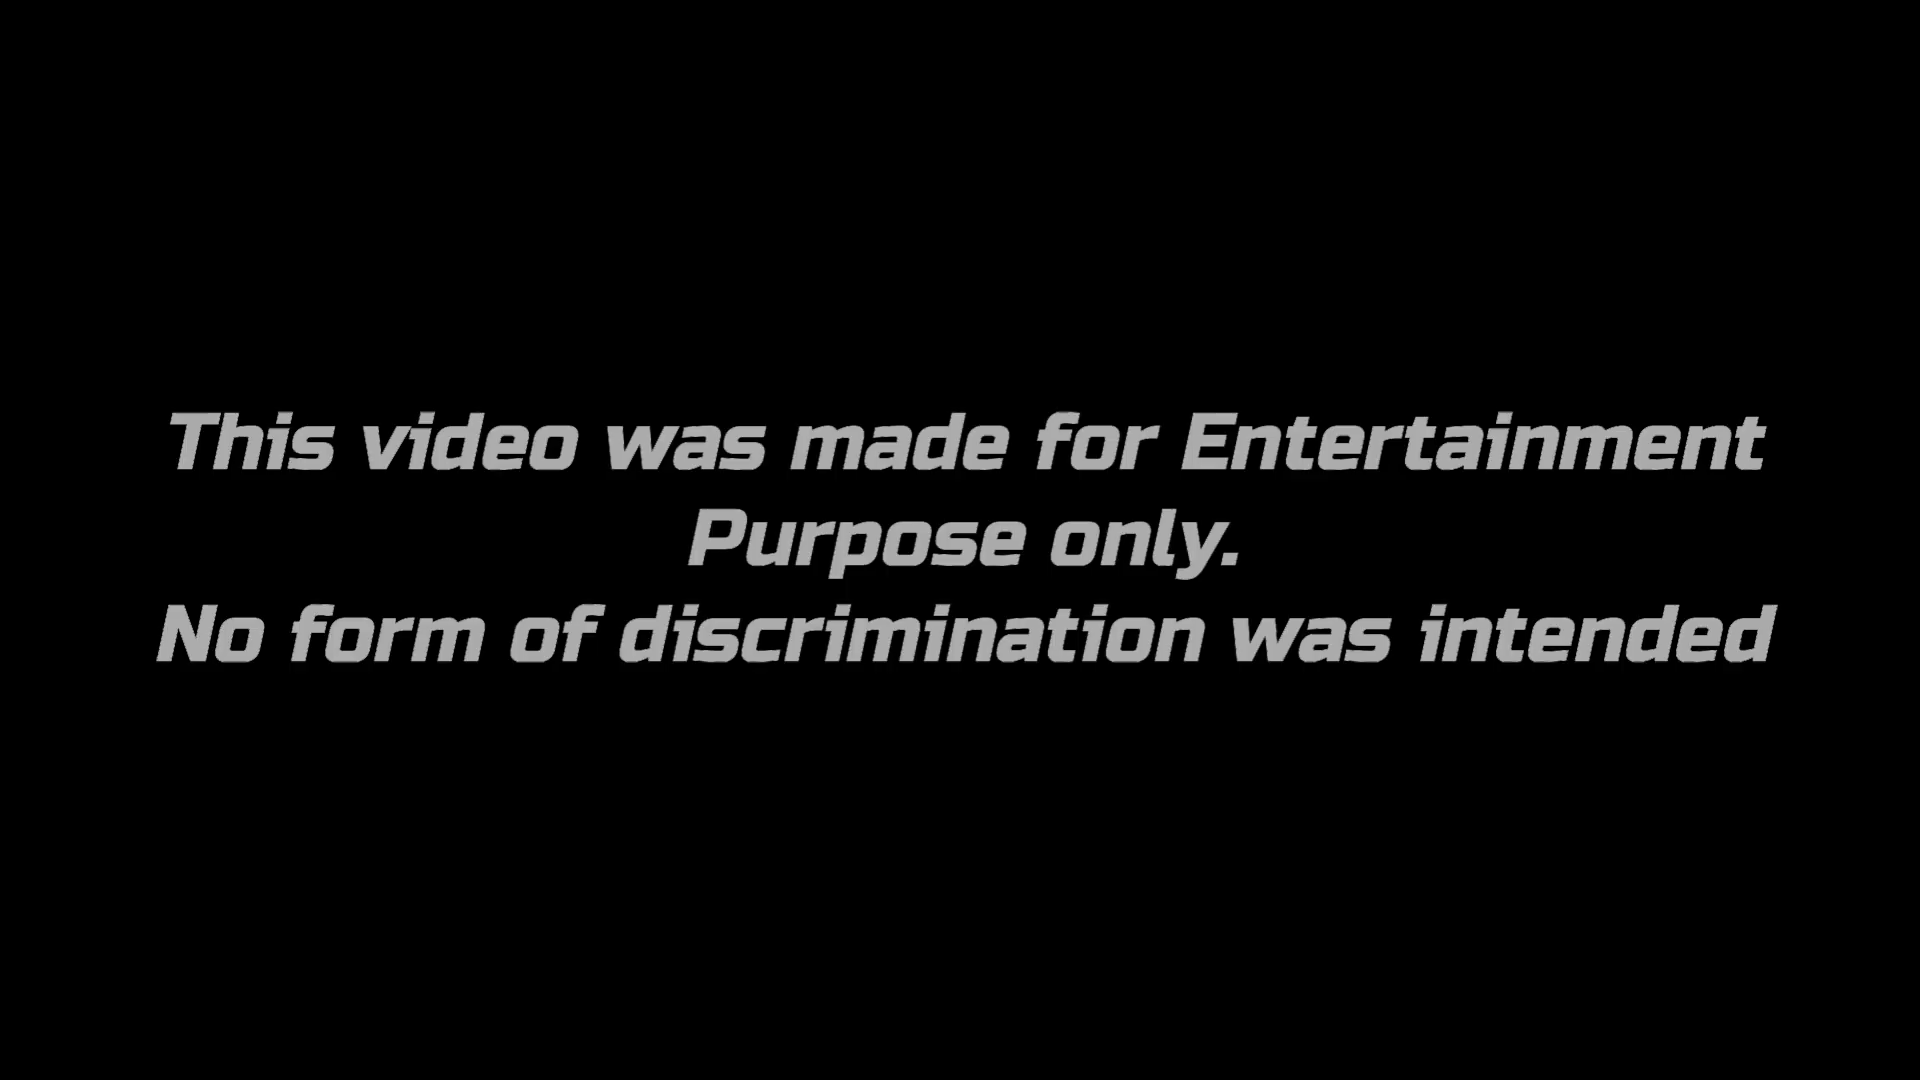 This video was made for Entertainment
Purpose only.
No form of discrimination was intended